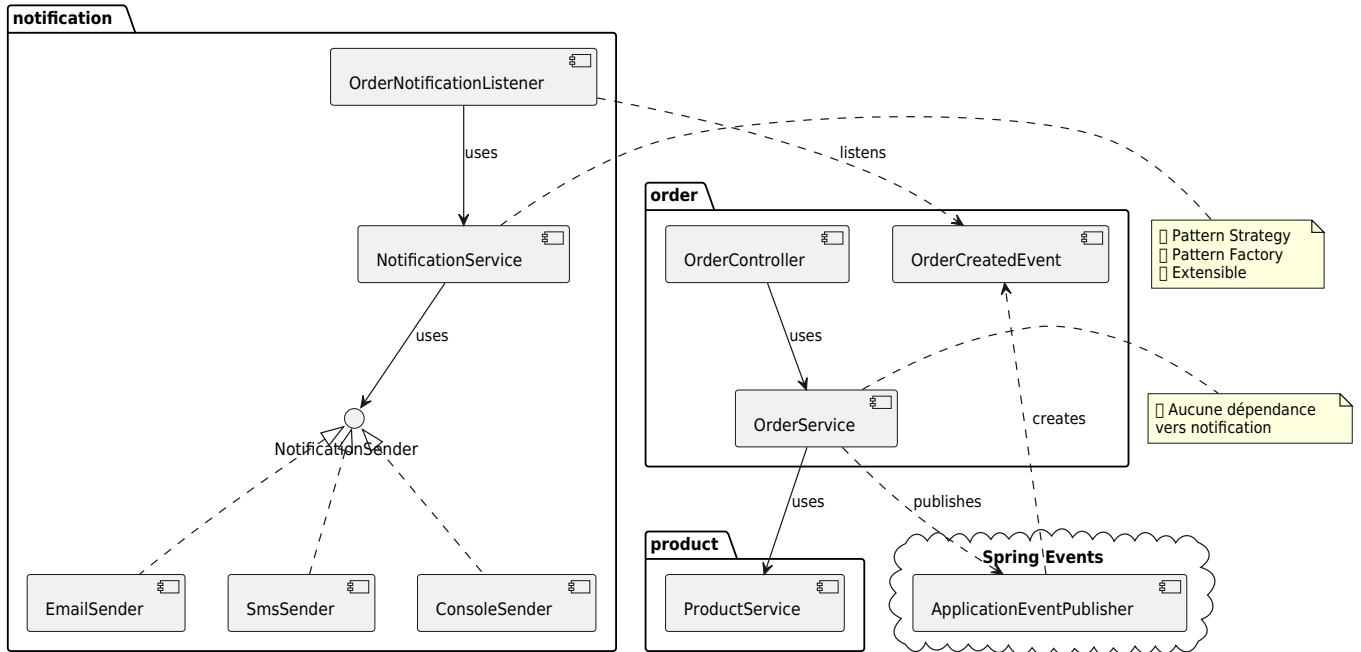 notification
OrderNotificationListener
uses
listens
order
NotificationService
OrderController
OrderCreatedEvent
Pattern Strategy
Pattern Factory
Extensible
uses
uses
NotificationSender
OrderService
creates
Aucune dépendance
vers notification
uses
publishes
product
Spring Events
EmailSender
SmsSender
ConsoleSender
ProductService
ApplicationEventPublisher